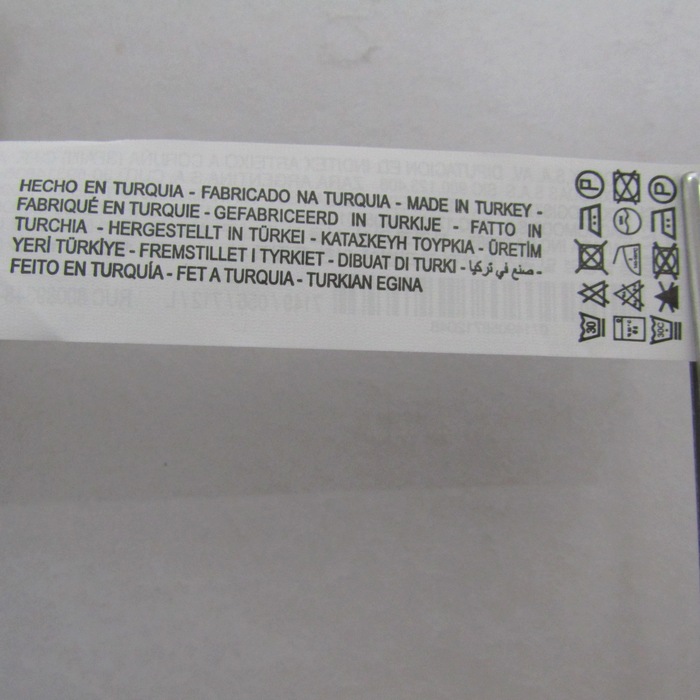 HECHO EN TURQUIA - FABRICADO NA TURQUIA - MADE IN TURKEY -
FABRIQUÉ EN TURQUIE - GEFABRICEERD IN TURKIJE - FATTO IN
TURCHIA - HERGESTELLT IN TÜRKEI - ΚΑΤΑΣΚΕΥΗ ΤΟΥΡΚΙΑ - ÜRETİM
YERİ TÜRKİYE - FREMSTILLET I TYRKIET - DIBUAT DI TURKI - صنع في تركيا -
FEITO EN TURQUÍA - FET A TURQUIA - TURKIAN EGINA
P P
30 30C